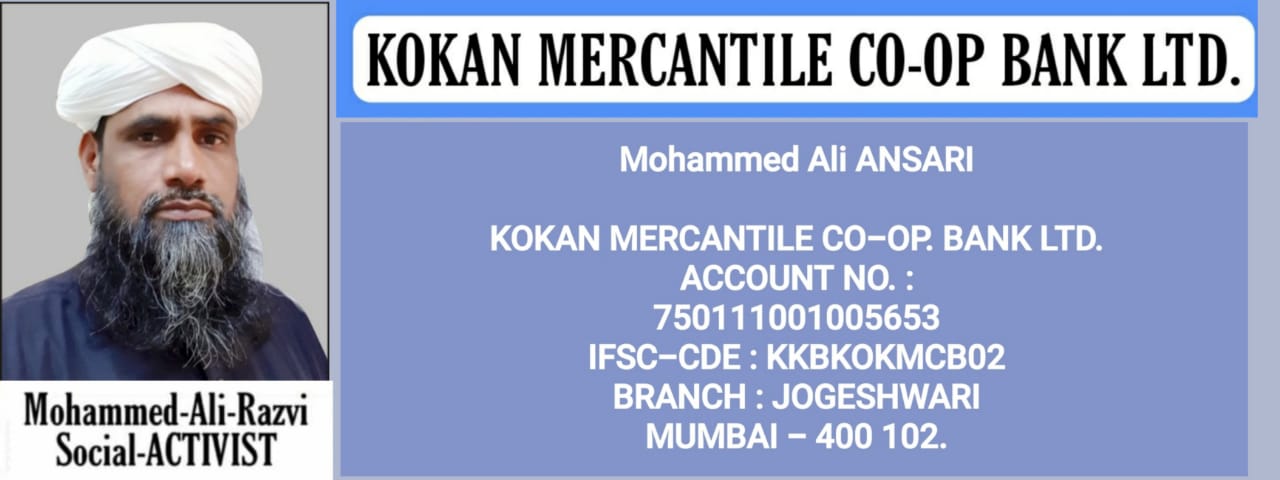 KOKAN MERCANTILE CO-OP BANK LTD.
Mohammed Ali ANSARI
KOKAN MERCANTILE CO–OP. BANK LTD.
ACCOUNT NO. :
750111001005653
IFSC–CDE : KKBKOKMCB02
BRANCH : JOGESHWARI
MUMBAI – 400 102.
Mohammed-Ali-Razvi
Social-ACTIVIST